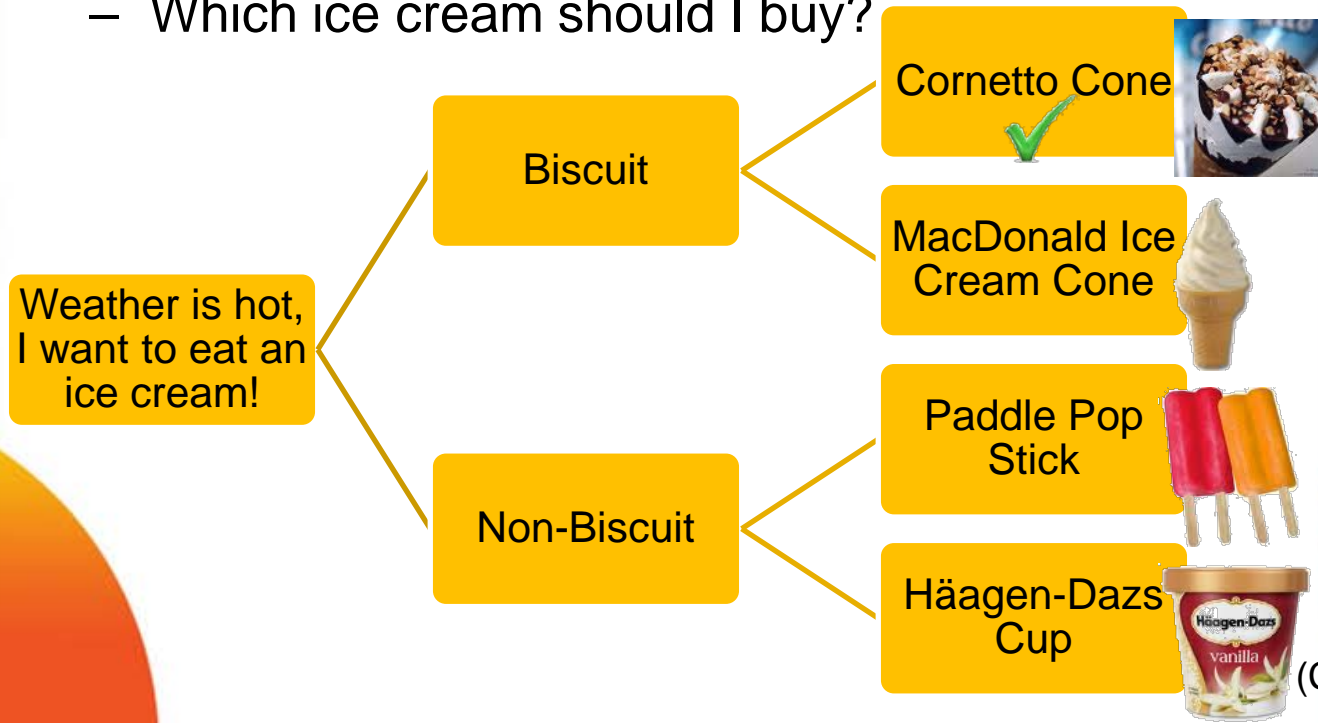 – Which ice cream should I buy?
Cornetto Cone
Biscuit
MacDonald Ice
Cream Cone
Weather is hot,
I want to eat an
ice cream!
Paddle Pop
Stick
Non-Biscuit
Häagen-Dazs
Cup
Häagen-Dazs
vanilla